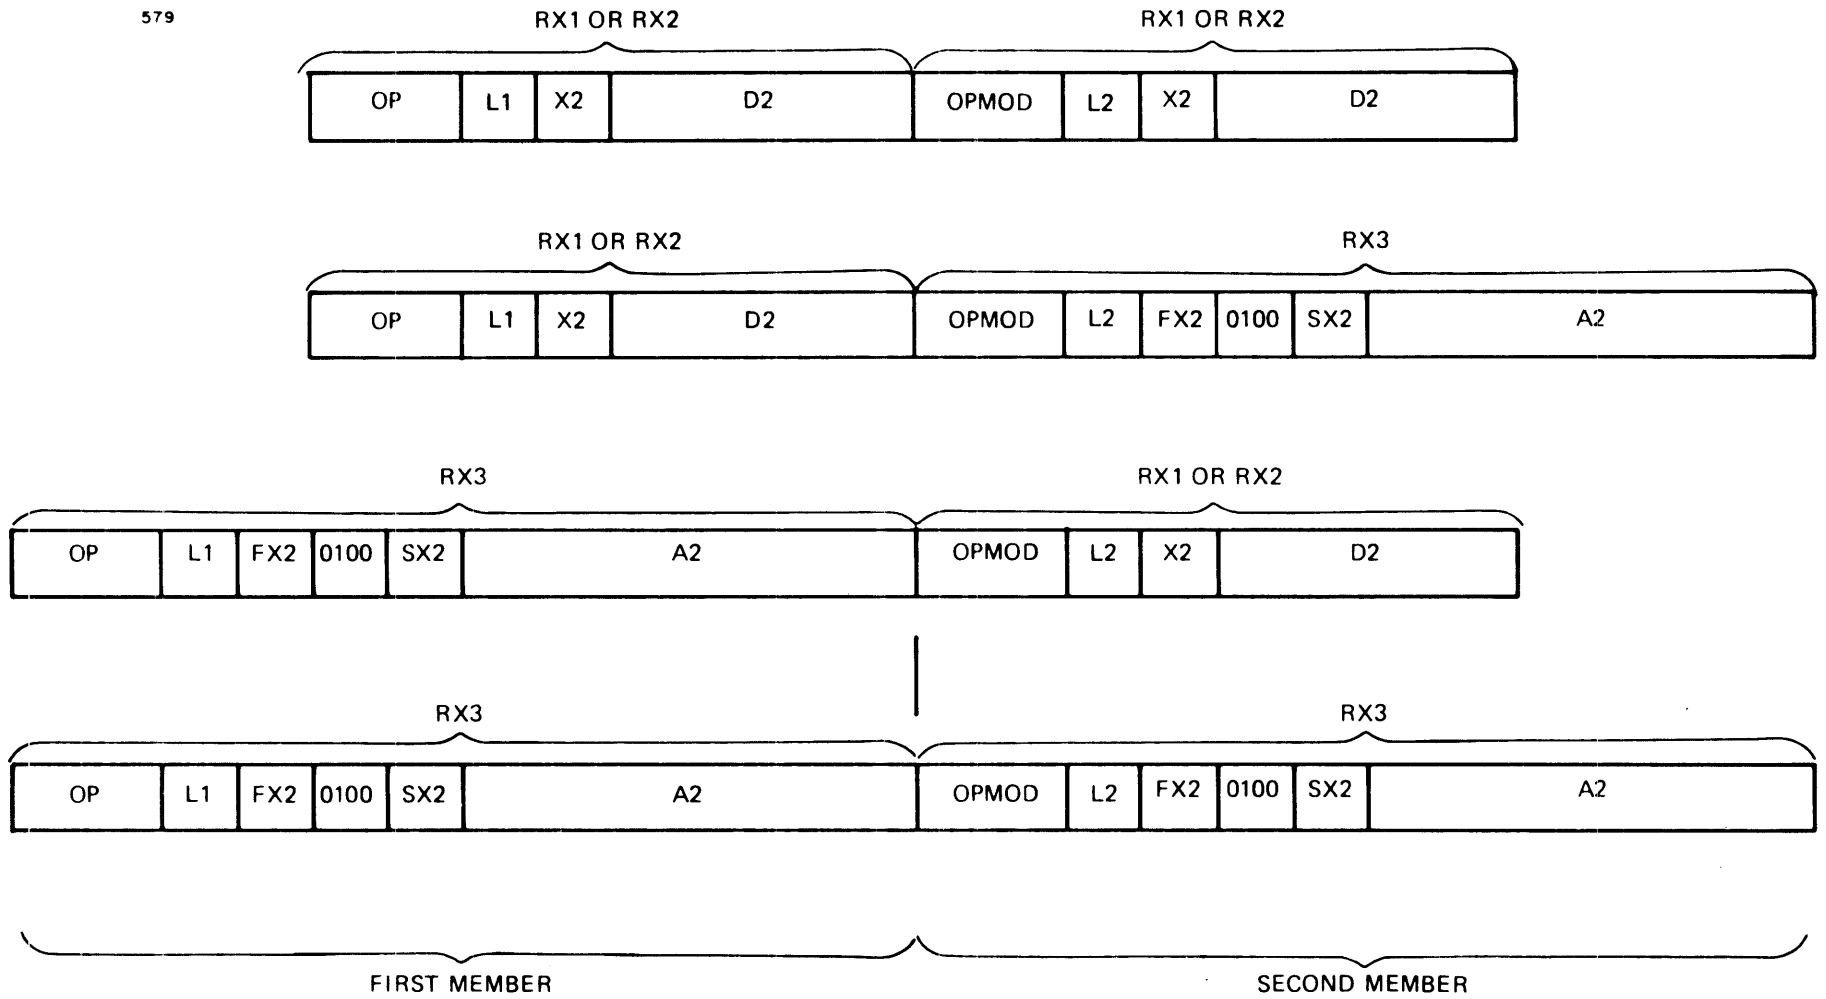 579
RX1 OR RX2 RX1 OR RX2
OP L1 X2 D2 OPMOD L2 X2 D2
RX1 OR RX2 RX3
OP L1 X2 D2 OPMOD L2 FX2 0100 SX2 A2
RX3 RX1 OR RX2
OP L1 FX2 0100 SX2 A2 OPMOD L2 X2 D2
RX3 RX3
OP L1 FX2 0100 SX2 A2 OPMOD L2 FX2 0100 SX2 A2
FIRST MEMBER SECOND MEMBER